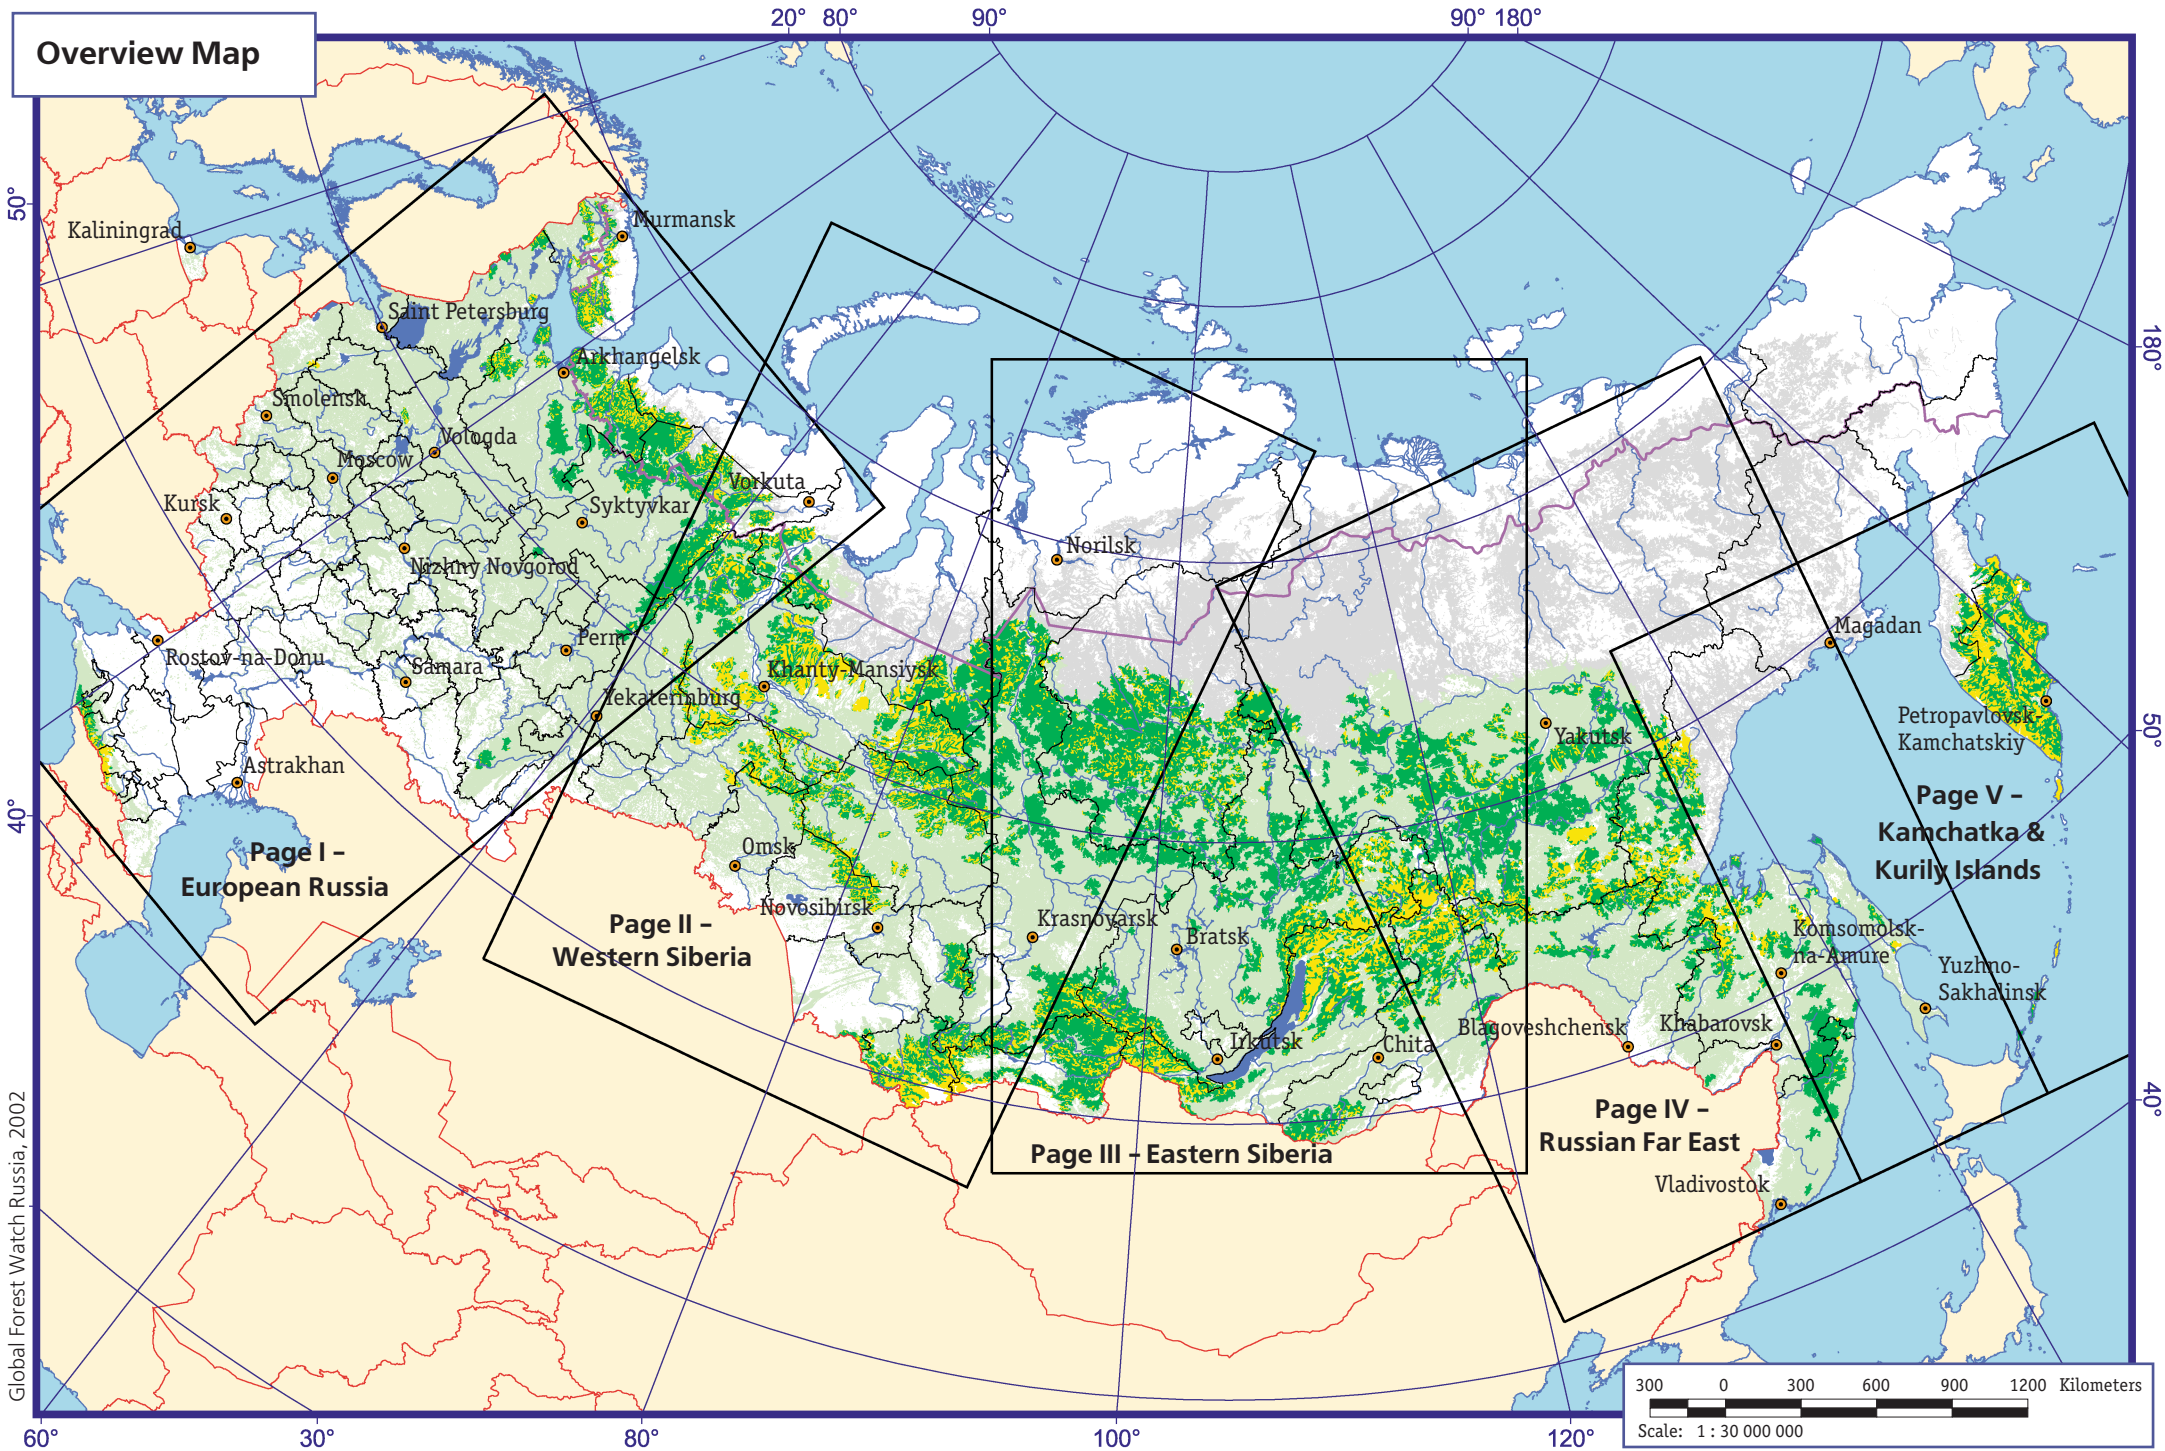 20° 80° 90° 90° 180°
Overview Map
50°
Kaliningrad
Murmansk
Saint Petersburg
Arkhangelsk
180°
Smolensk
Vologda
Moscow
Vorkuta
Kursk
Syktyvkar
Norilsk
Nizhny Novgorod
Magadan
Perm
Rostov-na-Donu
Samara
Khanty-Mansiysk
Yekaterinburg
Petropavlovsk-
Kamchatskiy
Yakutsk
50°
Astrakhan
40°
Page V –
Kamchatka &
Kurily Islands
Page I –
European Russia
Omsk
Novosibirsk
Page II –
Western Siberia
Krasnoyarsk
Bratsk
Komsomolsk-
na-Amure
Yuzhno-
Sakhalinsk
Irkutsk
Chita
Blagoveshchensk
Khabarovsk
40°
Page IV –
Russian Far East
Page III – Eastern Siberia
Vladivostok
Global Forest Watch Russia, 2002
300 0 300 600 900 1200 Kilometers
Scale: 1 : 30 000 000
60° 30° 80° 100° 120°